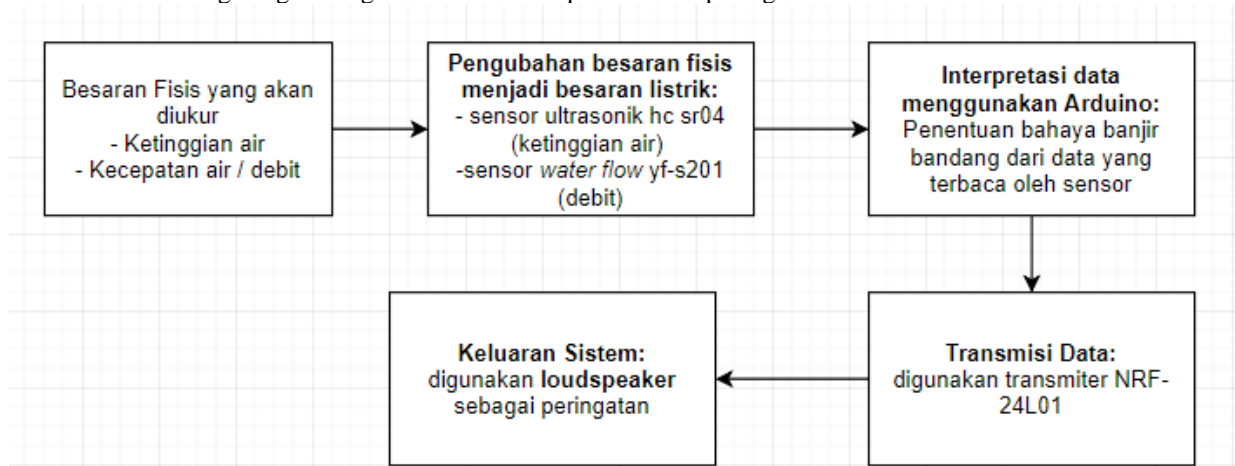 Besaran Fisis yang akan
diukur
- Ketinggian air
- Kecepatan air / debit
Pengubahan besaran fisis
menjadi besaran listrik:
- sensor ultrasonik hc sr04
(ketinggian air)
-sensor water flow yf-s201
(debit)
Interpretasi data
menggunakan Arduino:
Penentuan bahaya banjir
bandang dari data yang
terbaca oleh sensor
Transmisi Data:
digunakan transmiter NRF-
24L01
Keluaran Sistem:
digunakan loudspeaker
sebagai peringatan